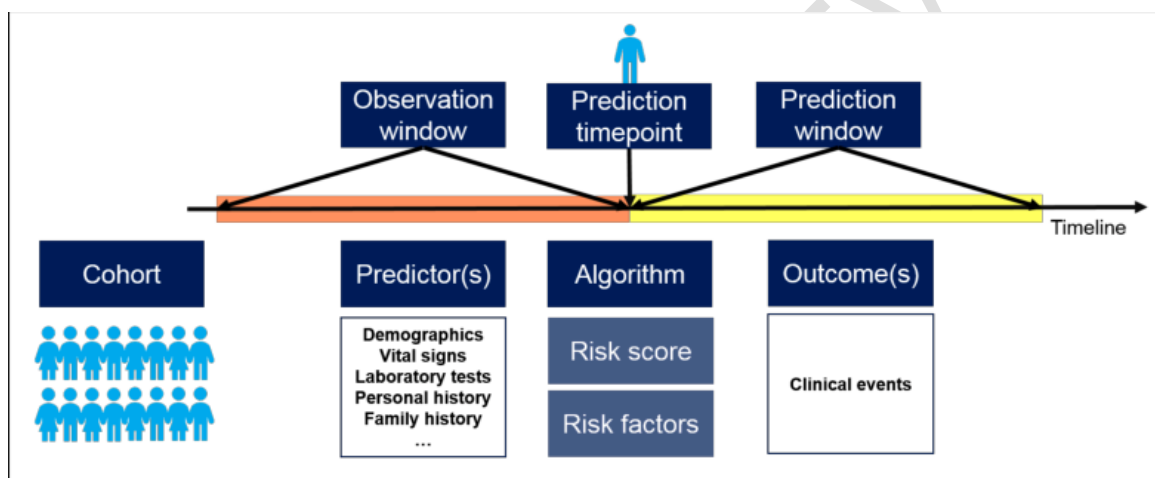 Observation
window
Prediction
timepoint
Prediction
window
Timeline
Cohort
Predictor(s)
Algorithm
Outcome(s)
Demographics
Vital signs
Laboratory tests
Personal history
Family history
...
Risk score
Risk factors
Clinical events